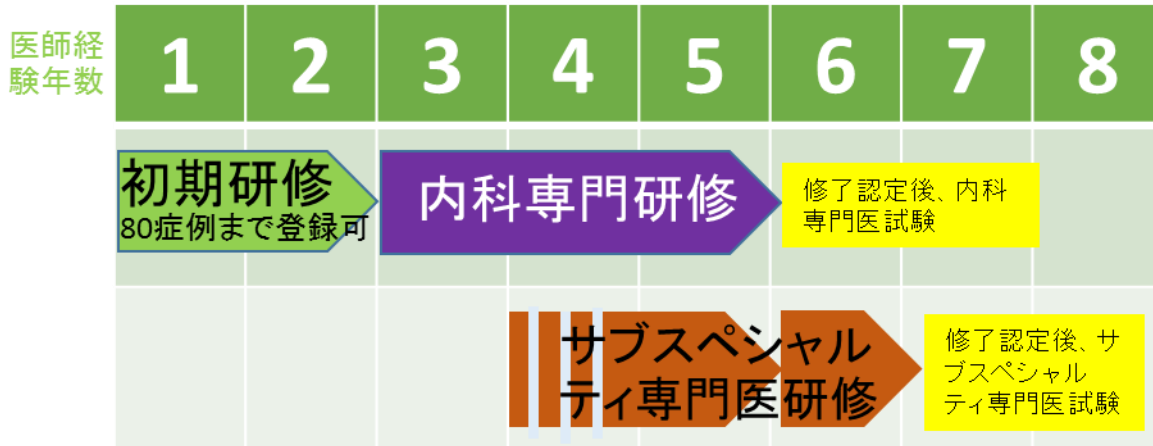 医師経
験年数
1 2 3 4 5 6 7 8
初期研修
80症例まで登録可
内科専門研修
修了認定後、内科
専門医試験
サブスペシャル
ティ専門医研修
修了認定後、サ
ブスペシャル
ティ専門医試験